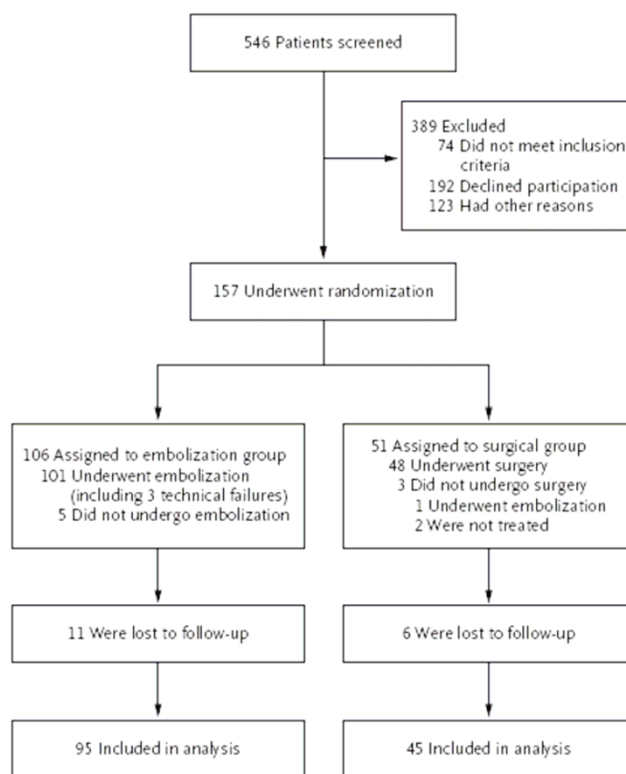 546 Patients screened
389 Excluded
74 Did not meet inclusion
criteria
192 Declined participation
123 Had other reasons
157 Underwent randomization
106 Assigned to embolization group
101 Underwent embolization
(including 3 technical failures)
5 Did not undergo embolization
51 Assigned to surgical group
48 Underwent surgery
3 Did not undergo surgery
1 Underwent embolization
2 Were not treated
11 Were lost to follow-up
6 Were lost to follow-up
95 Included in analysis
45 Included in analysis